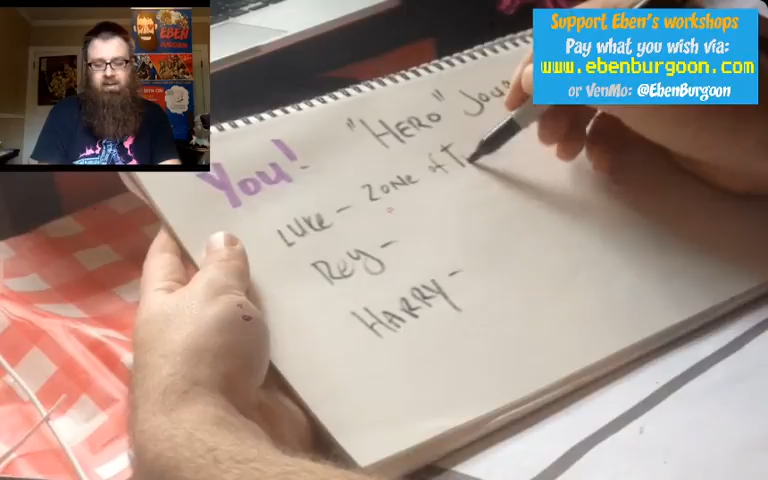 Support Eben's workshops
Pay what you wish via:
www.ebenburgoon.com
or VenMo: @EbenBurgoon
EBEN
You! "HERO" Jour
LUKE - ZONE of T
Rey -
HARRY -